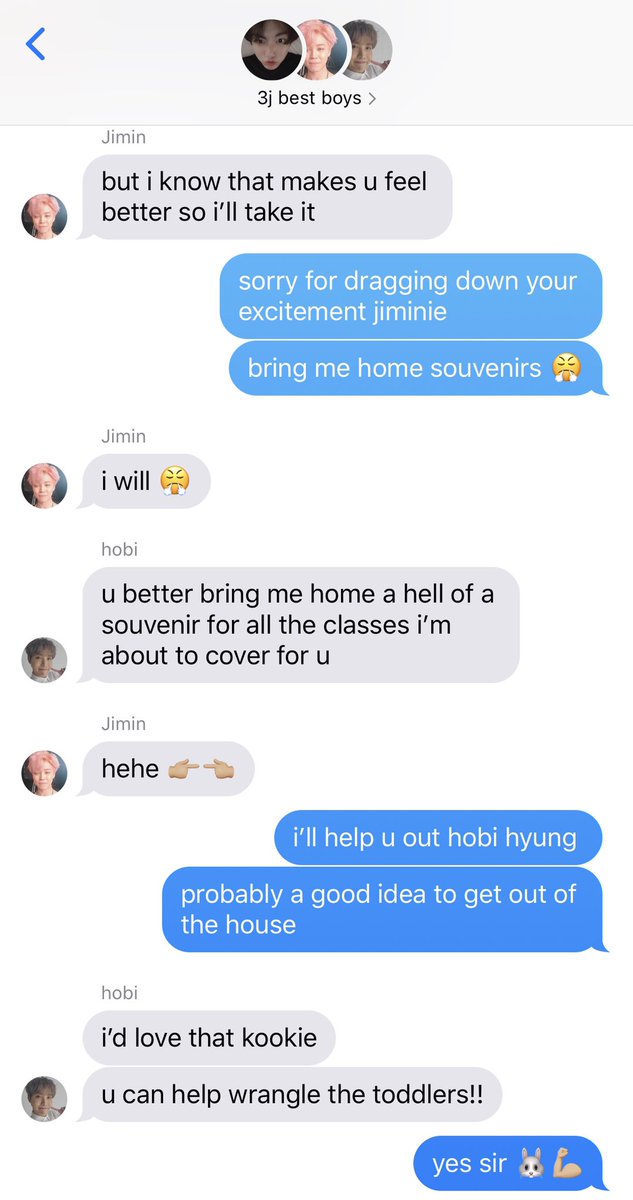 3j best boys
Jimin
but i know that makes u feel
better so i'll take it
sorry for dragging down your
excitement jiminie
bring me home souvenirs 😤
Jimin
i will 😤
hobi
u better bring me home a hell of a
souvenir for all the classes i'm
about to cover for u
Jimin
hehe 👉🏼👈🏼
i'll help u out hobi hyung
probably a good idea to get out of
the house
hobi
i'd love that kookie
u can help wrangle the toddlers!!
yes sir 🐰💪🏼